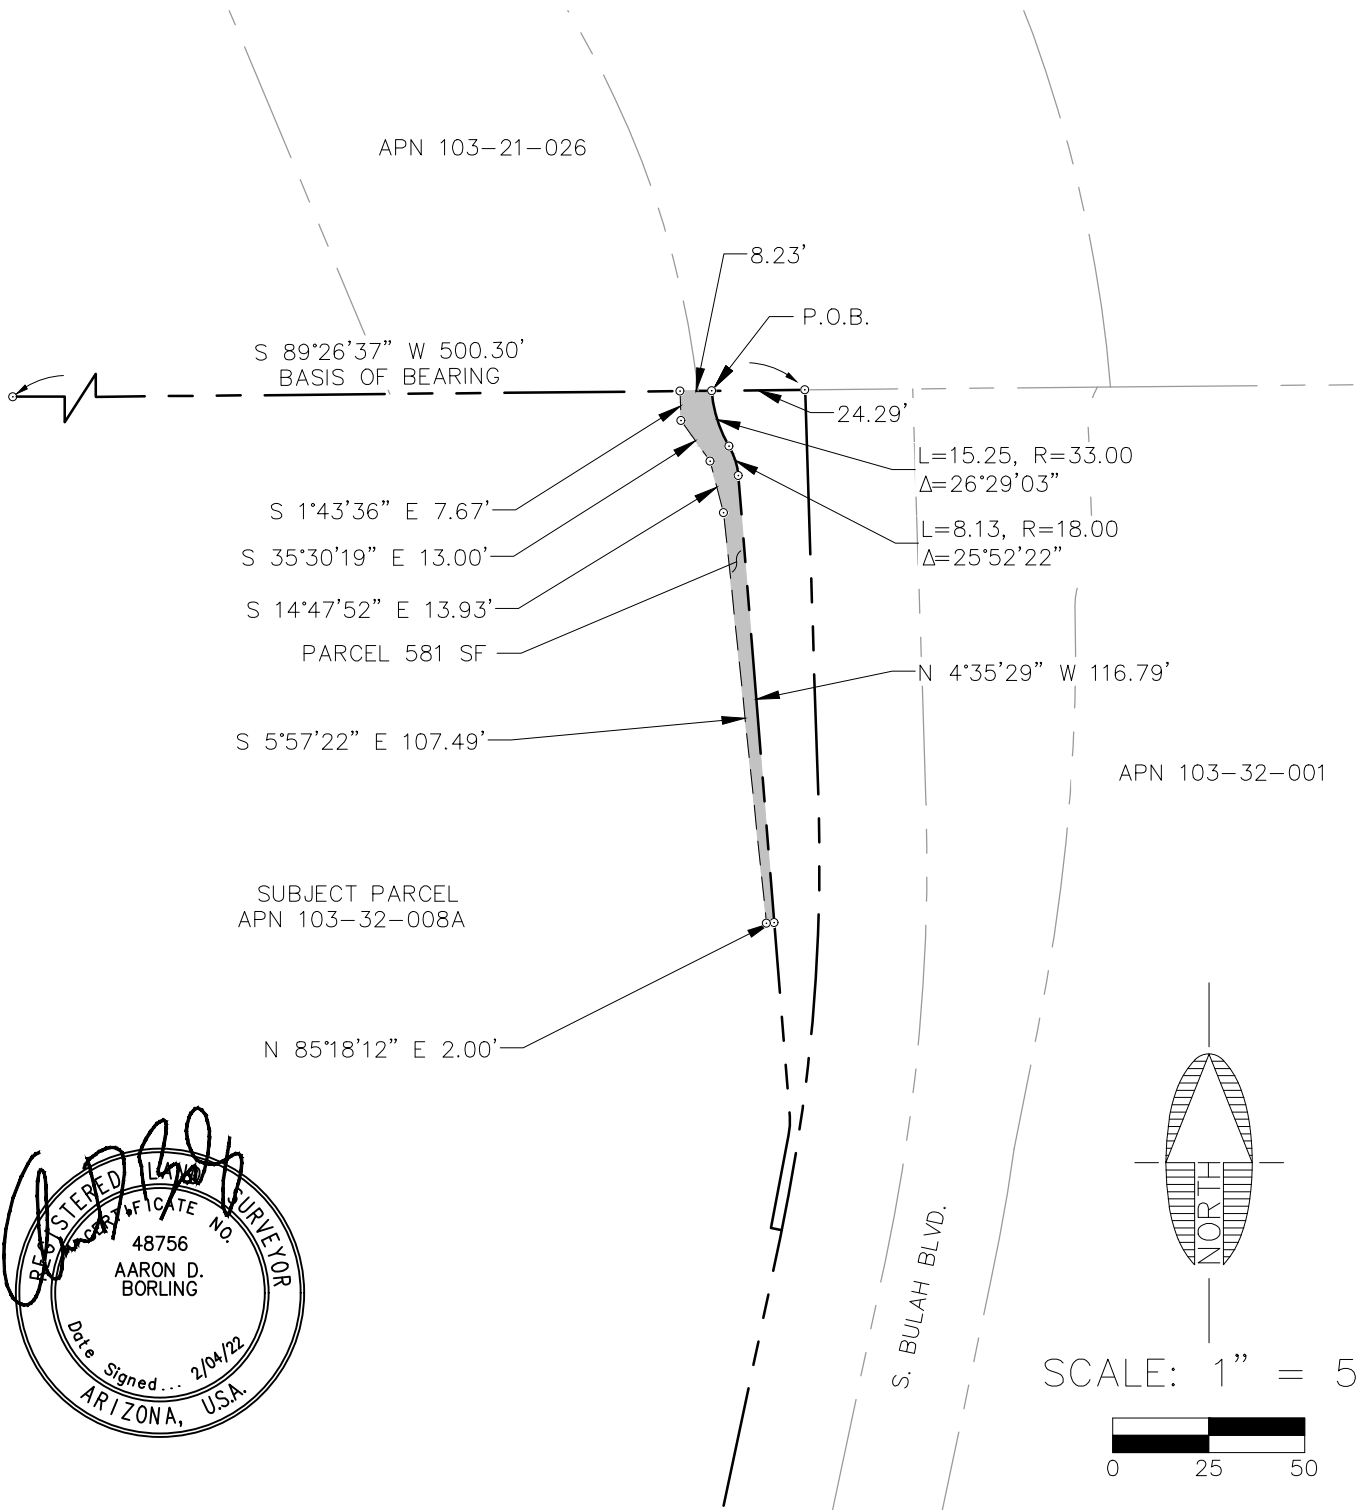 APN 103-21-026
8.23'
P.O.B.
S 89°26'37" W 500.30'
BASIS OF BEARING
24.29'
L=15.25, R=33.00
Δ=26°29'03"
S 1°43'36" E 7.67'
L=8.13, R=18.00
Δ=25°52'22"
S 35°30'19" E 13.00'
S 14°47'52" E 13.93'
PARCEL 581 SF
N 4°35'29" W 116.79'
S 5°57'22" E 107.49'
APN 103-32-001
SUBJECT PARCEL
APN 103-32-008A
N 85°18'12" E 2.00'
NORTH
S. BULAH BLVD.
REGISTERED LAND SURVEYOR
CERTIFICATE NO.
48756
AARON D.
BORLING
Date Signed... 2/04/22
ARIZONA, U.S.A.
SCALE: 1" = 5
0 25 50